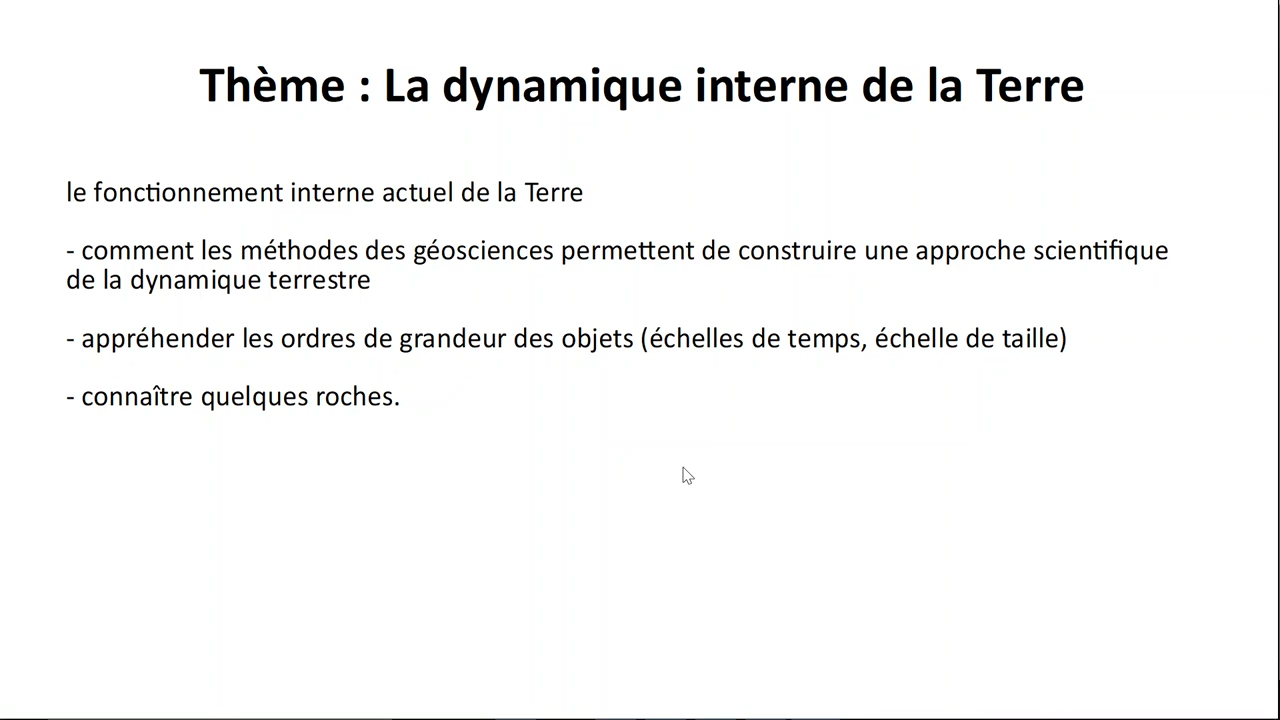 Thème : La dynamique interne de la Terre
le fonctionnement interne actuel de la Terre
- comment les méthodes des géosciences permettent de construire une approche scientifique
de la dynamique terrestre
- appréhender les ordres de grandeur des objets (échelles de temps, échelle de taille)
- connaître quelques roches.